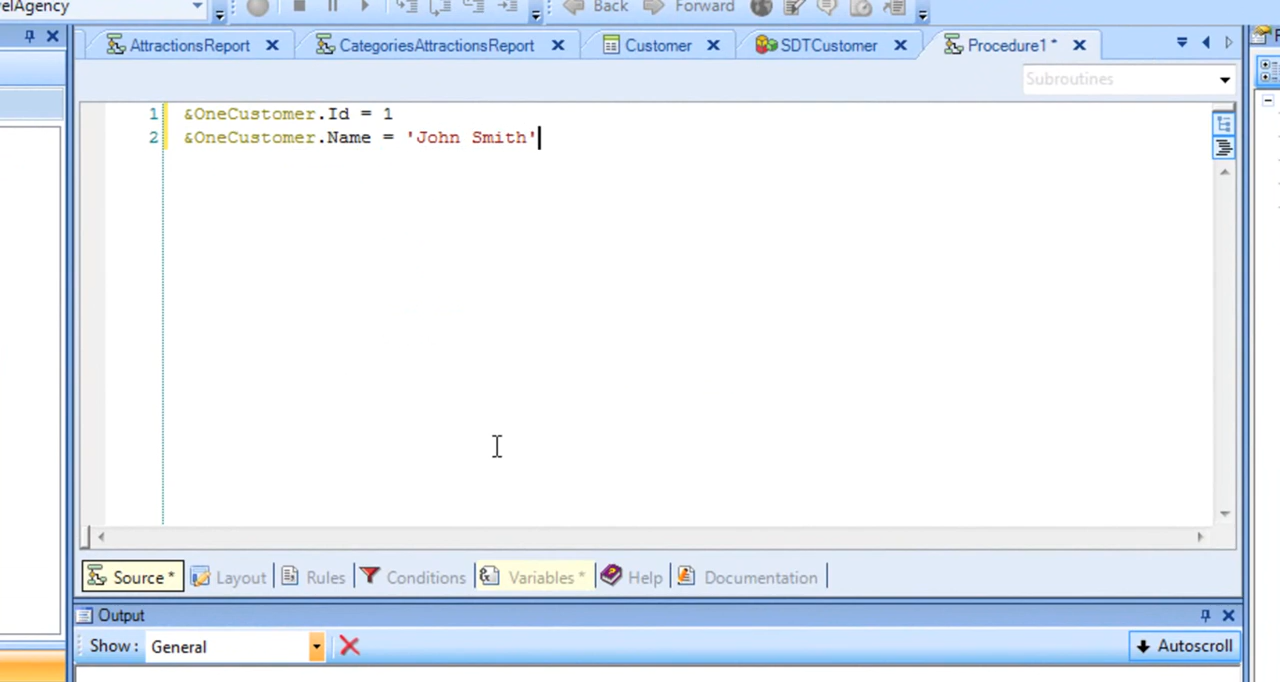 elAgency
Back
Forward
AttractionsReport
CategoriesAttractionsReport
Customer
SDTCustomer
Procedure1 *
Subroutines
1 &OneCustomer.Id = 1
2 &OneCustomer.Name = 'John Smith'
Source *
Layout
Rules
Conditions
Variables *
Help
Documentation
Output
Show :
General
Autoscroll